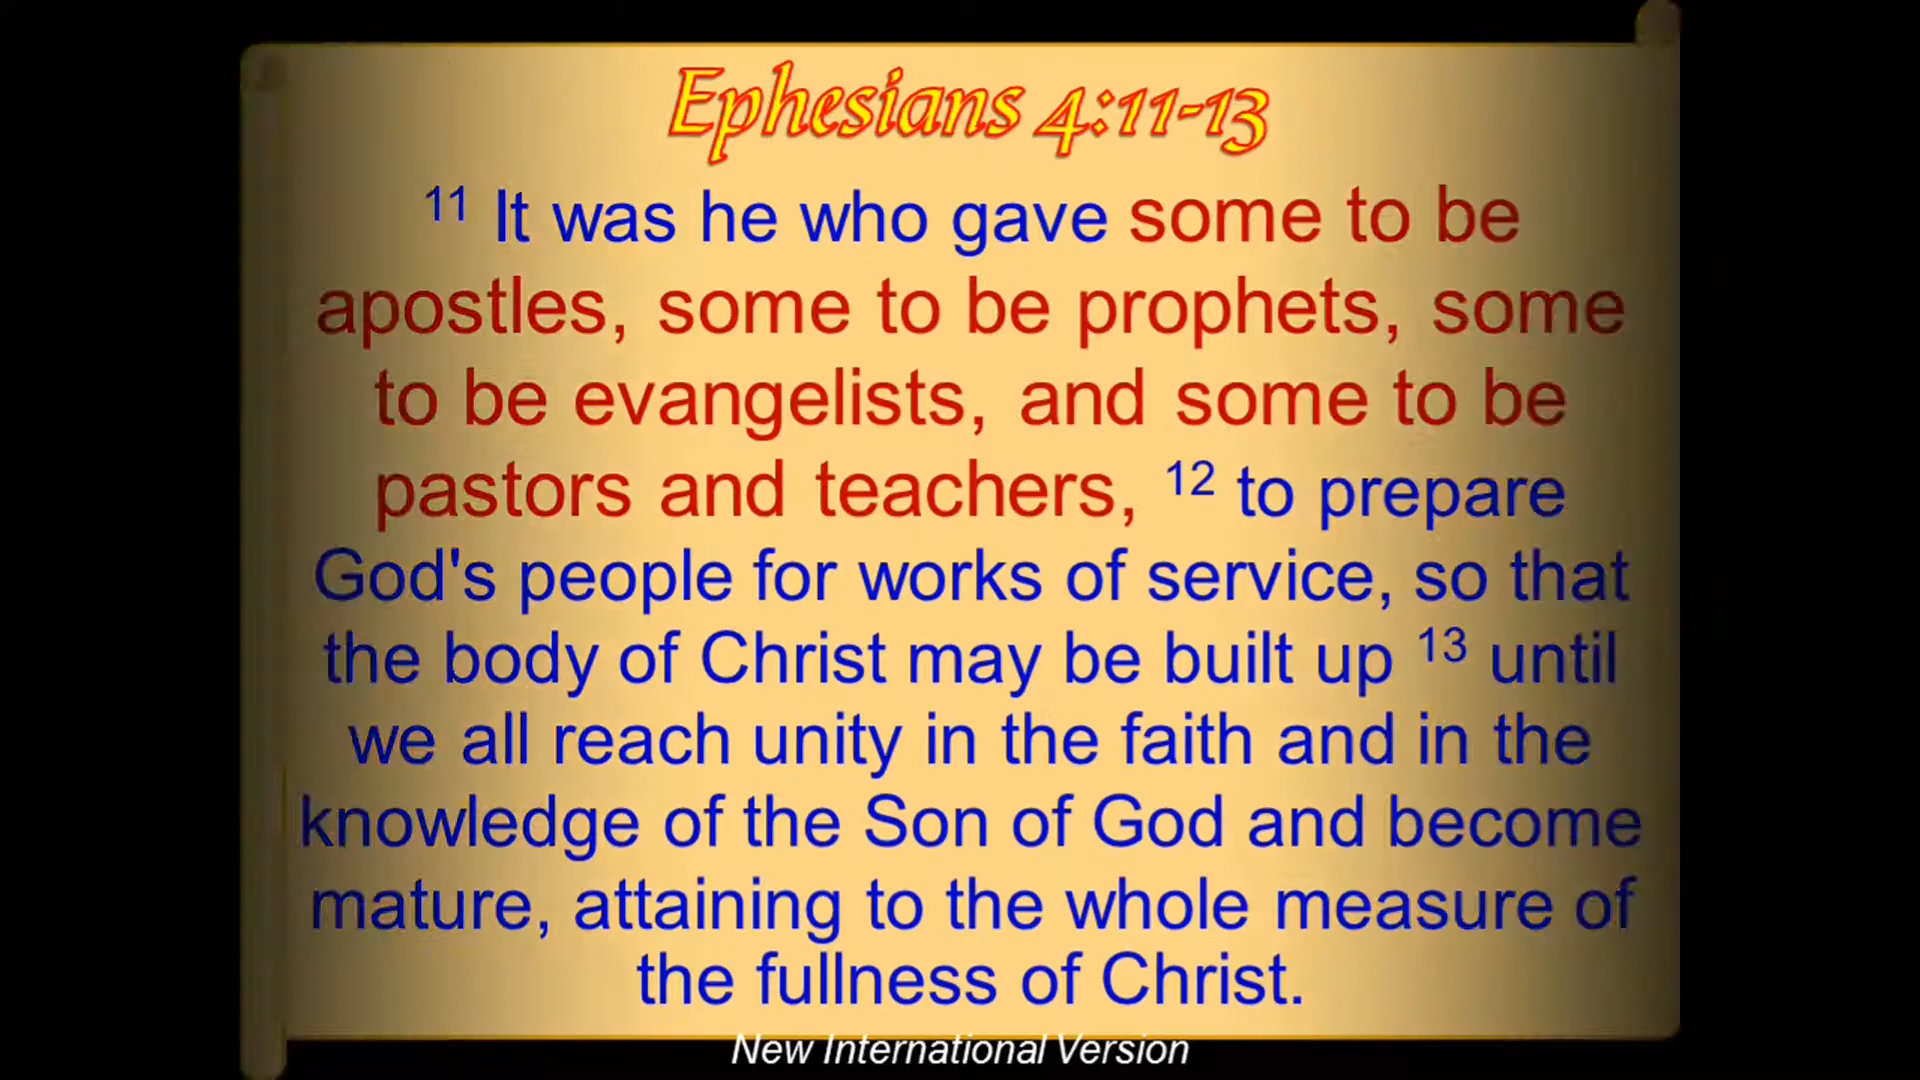 Ephesians 4:11-13
11 It was he who gave some to be
apostles, some to be prophets, some
to be evangelists, and some to be
pastors and teachers, 12 to prepare
God's people for works of service, so that
the body of Christ may be built up 13 until
we all reach unity in the faith and in the
knowledge of the Son of God and become
mature, attaining to the whole measure of
the fullness of Christ.
New International Version